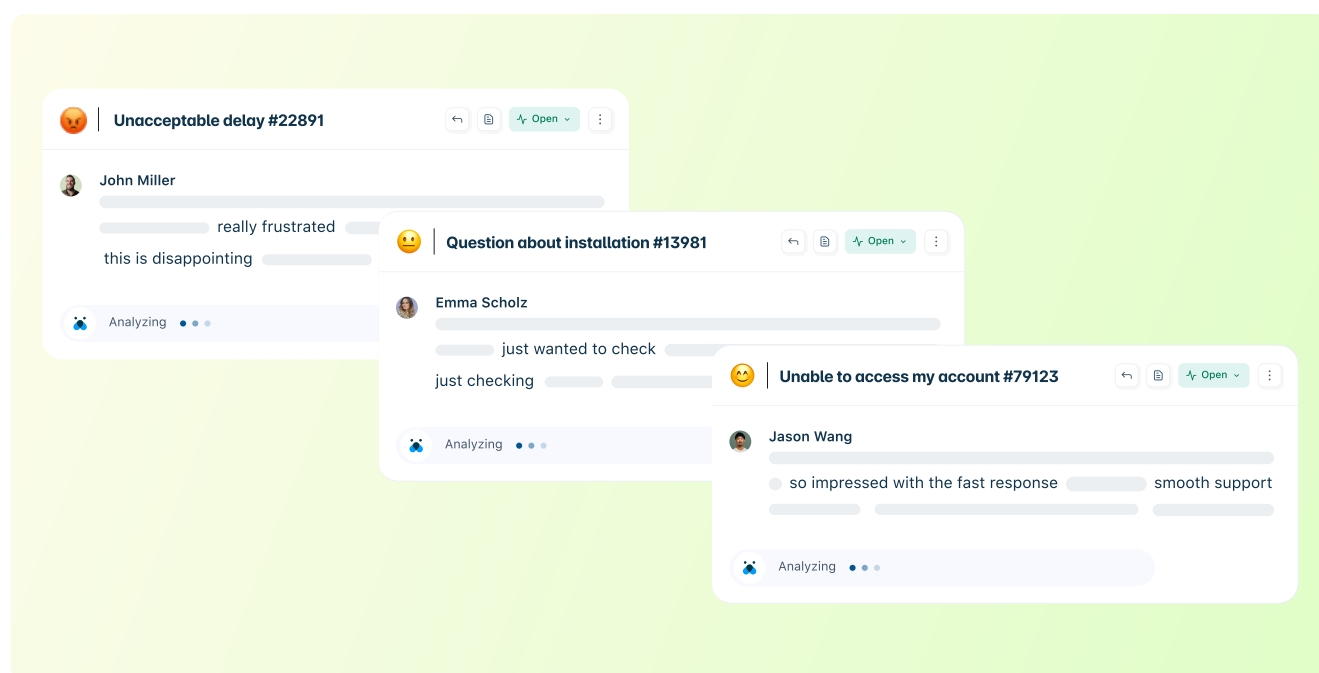 Unacceptable delay #22891
Open
John Miller
really frustrated
this is disappointing
Analyzing
Question about installation #13981
Open
Emma Scholz
just wanted to check
just checking
Analyzing
Unable to access my account #79123
Open
Jason Wang
so impressed with the fast response smooth support
Analyzing